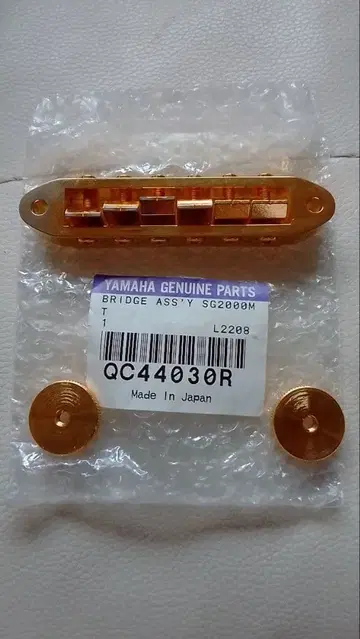 YAMAHA GENUINE PARTS
BRIDGE ASS'Y SG2000M
T
1 L2208
QC44030R
Made In Japan